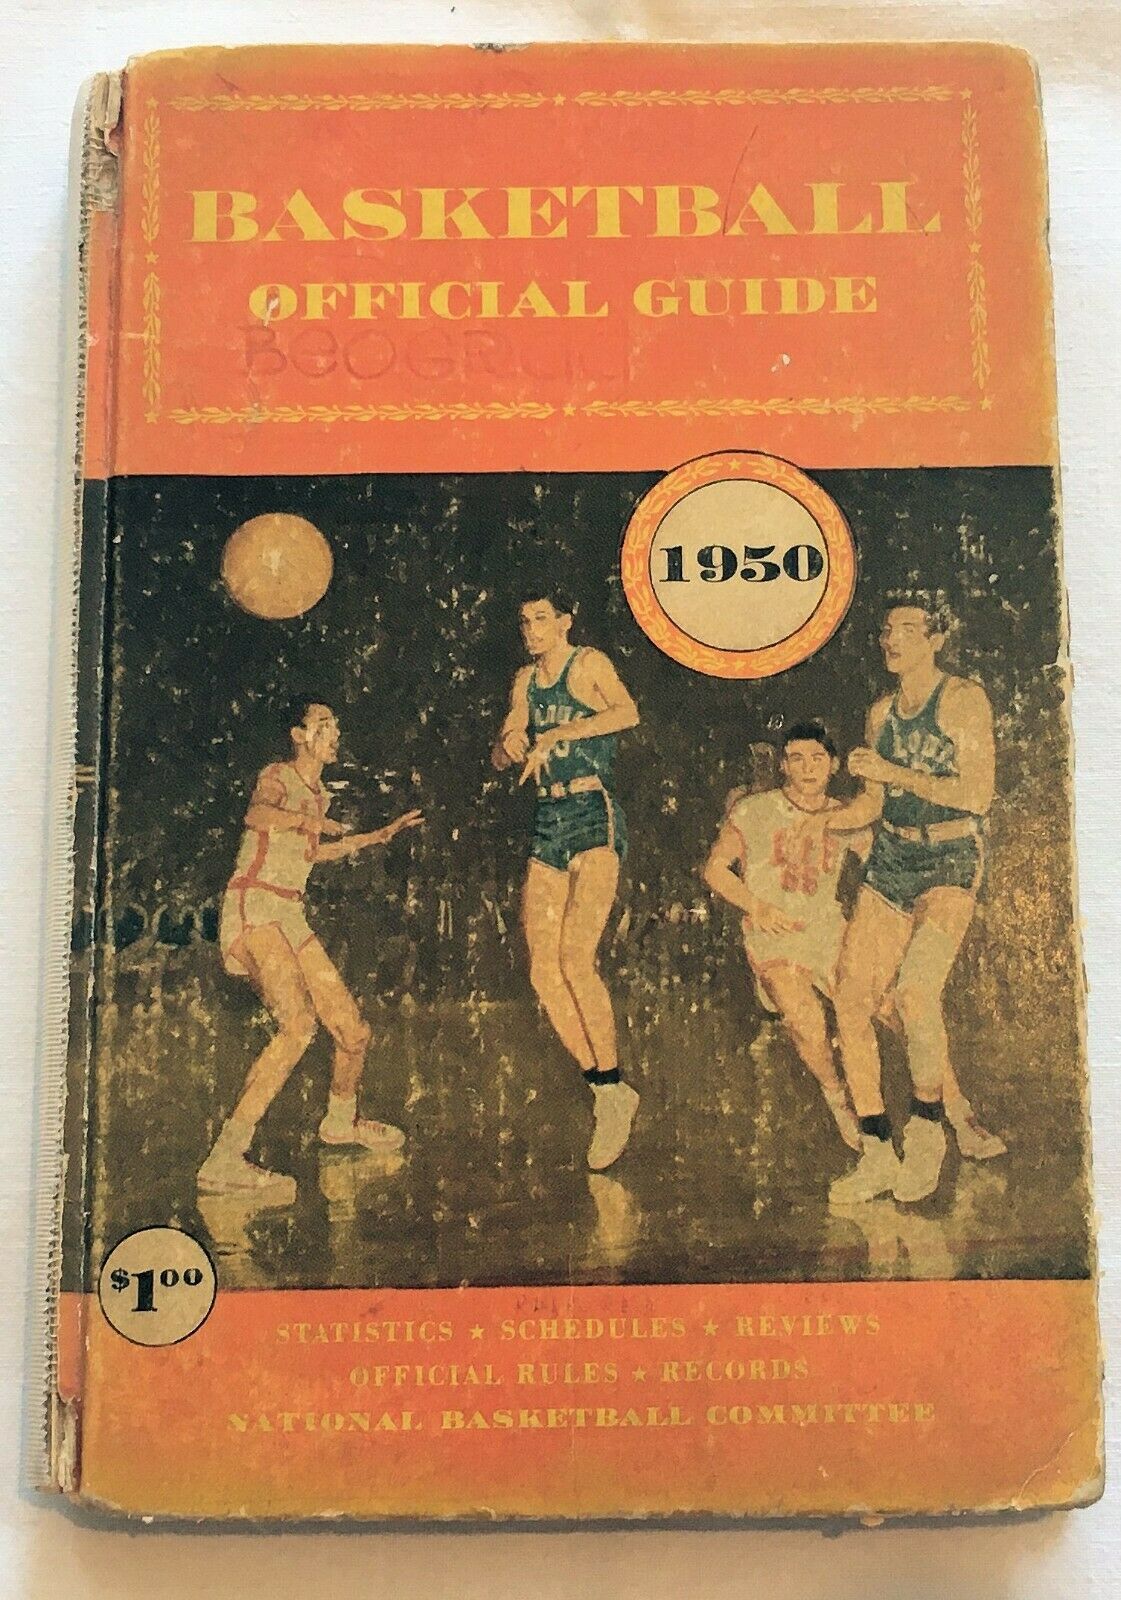 BASKETBALL
OFFICIAL GUIDE
1950
$1.00
STATISTICS ★ SCHEDULES ★ REVIEWS
OFFICIAL RULES ★ RECORDS
NATIONAL BASKETBALL COMMITTEE